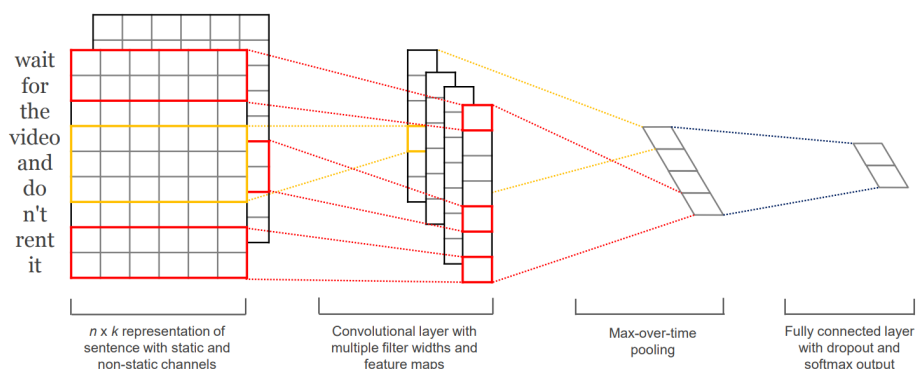 wait
for
the
video
and
do
n't
rent
it
n x k representation of
sentence with static and
non-static channels
Convolutional layer with
multiple filter widths and
feature maps
Max-over-time
pooling
Fully connected layer
with dropout and
softmax output